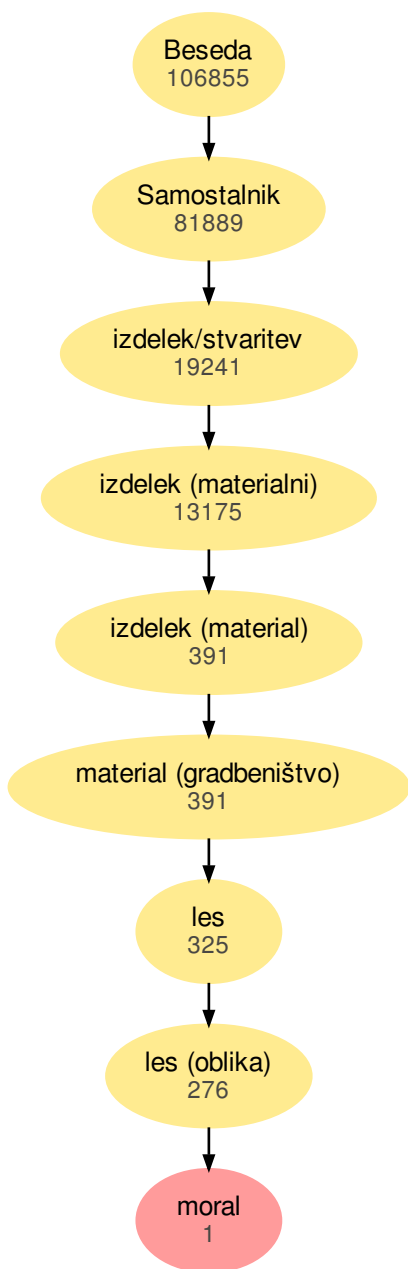 Beseda
106855
Samostalnik
81889
izdelek/stvaritev
19241
izdelek (materialni)
13175
izdelek (material)
391
material (gradbeništvo)
391
les
325
les (oblika)
276
moral
1